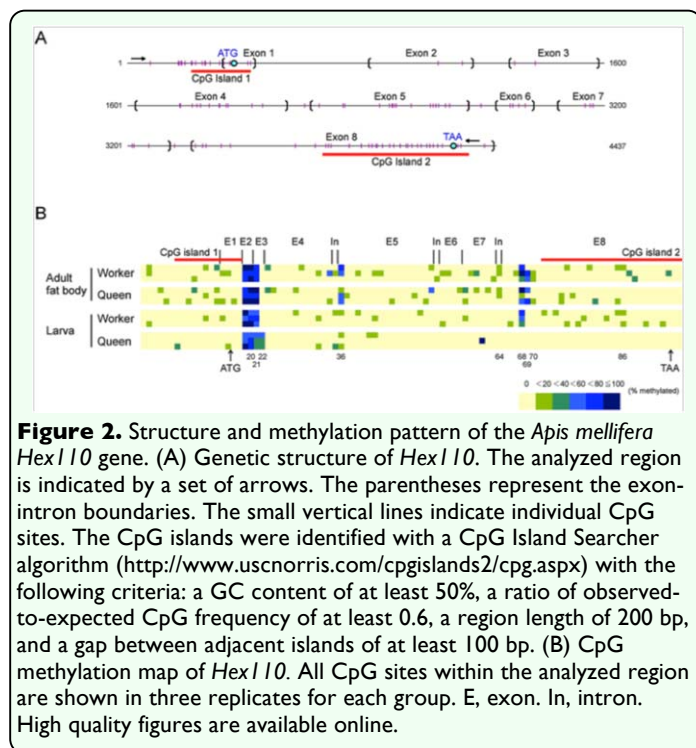 A
ATG Exon 1 Exon 2 Exon 3
1 1600
CpG Island 1
Exon 4 Exon 5 Exon 6 Exon 7
1601 3200
Exon 8 TAA
3201 4437
CpG Island 2
B
CpG island 1 E1 E2 E3 E4 In E5 In E6 E7 In E8 CpG island 2
Adult fat body Worker
Queen
Larva Worker
Queen
20 21 22 36 64 68 69 70 86
ATG TAA
0 <20 <40 <60 <80 ≦100
(% methylated)
Figure 2. Structure and methylation pattern of the Apis mellifera
Hex110 gene. (A) Genetic structure of Hex110. The analyzed region
is indicated by a set of arrows. The parentheses represent the exon-
intron boundaries. The small vertical lines indicate individual CpG
sites. The CpG islands were identified with a CpG Island Searcher
algorithm (http://www.uscnorris.com/cpgislands2/cpg.aspx) with the
following criteria: a GC content of at least 50%, a ratio of observed-
to-expected CpG frequency of at least 0.6, a region length of 200 bp,
and a gap between adjacent islands of at least 100 bp. (B) CpG
methylation map of Hex110. All CpG sites within the analyzed region
are shown in three replicates for each group. E, exon. In, intron.
High quality figures are available online.